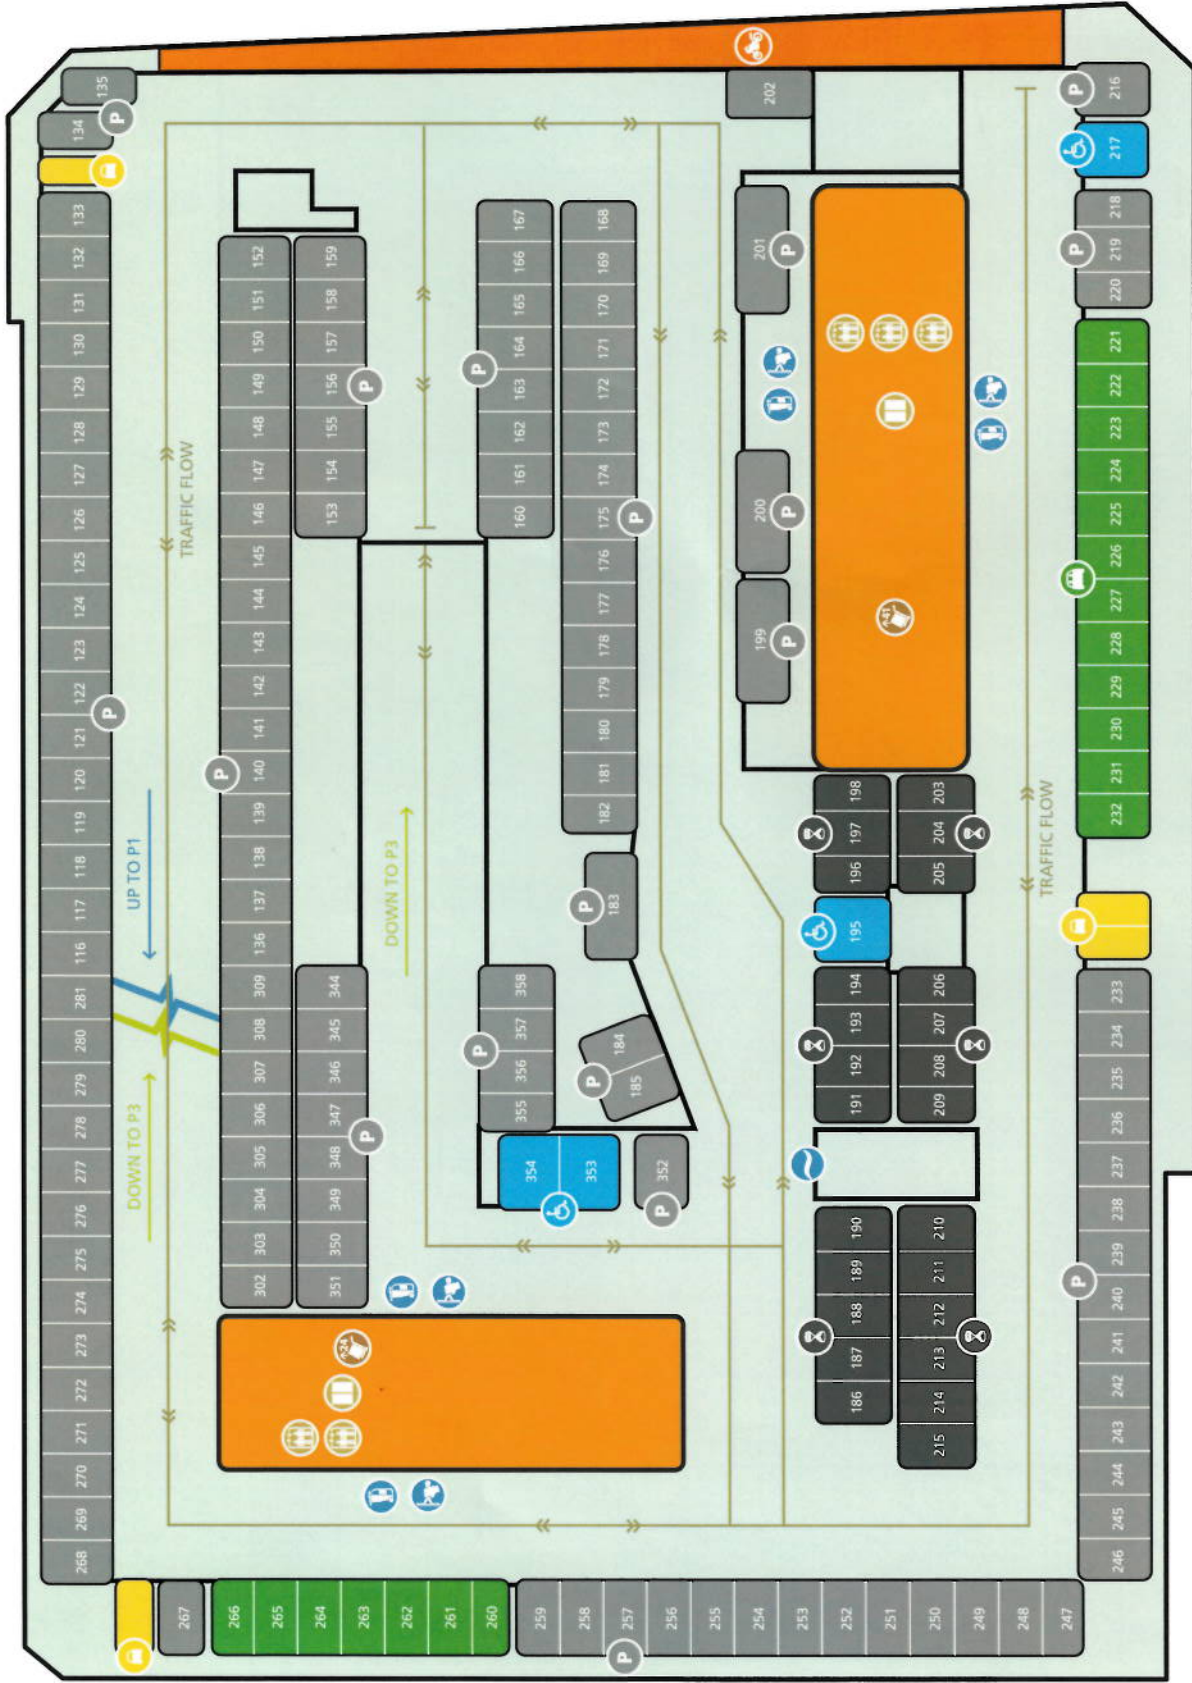 268 269 270 271 272 273 274 275 276 277 278 279 280 281 116 117 118 119 120 121 122 123 124 125 126 127 128 129 130 131 132 133 134 135
P
P
DOWN TO P3
UP TO P1
TRAFFIC FLOW
267
266
265
264
263
262
261
260
259
258
257
256
255
254
253
252
251
250
249
248
247
P
P
302 303 304 305 306 307 308 309 136 137 138 139 140 141 142 143 144 145 146 147 148 149 150 151 152
351 350 349 348 347 346 345 344
153 154 155 156 157 158 159
24
P
P
DOWN TO P3
P
P
355 356 357 358
160 161 162 163 164 165 166 167
354
353
182 181 180 179 178 177 176 175 174 173 172 171 170 169 168
P
P
P
183
185 184
352
P
199 200 201 202
P
P
P
186 187 188 189 190
191 192 193 194
195
196 197 198
41
215 214 213 212 211 210
209 208 207 206
205 204 203
TRAFFIC FLOW
P
P
P
246 245 244 243 242 241 240 239 238 237 236 235 234 233
232 231 230 229 228 227 226 225 224 223 222 221
220 219 218
217
216